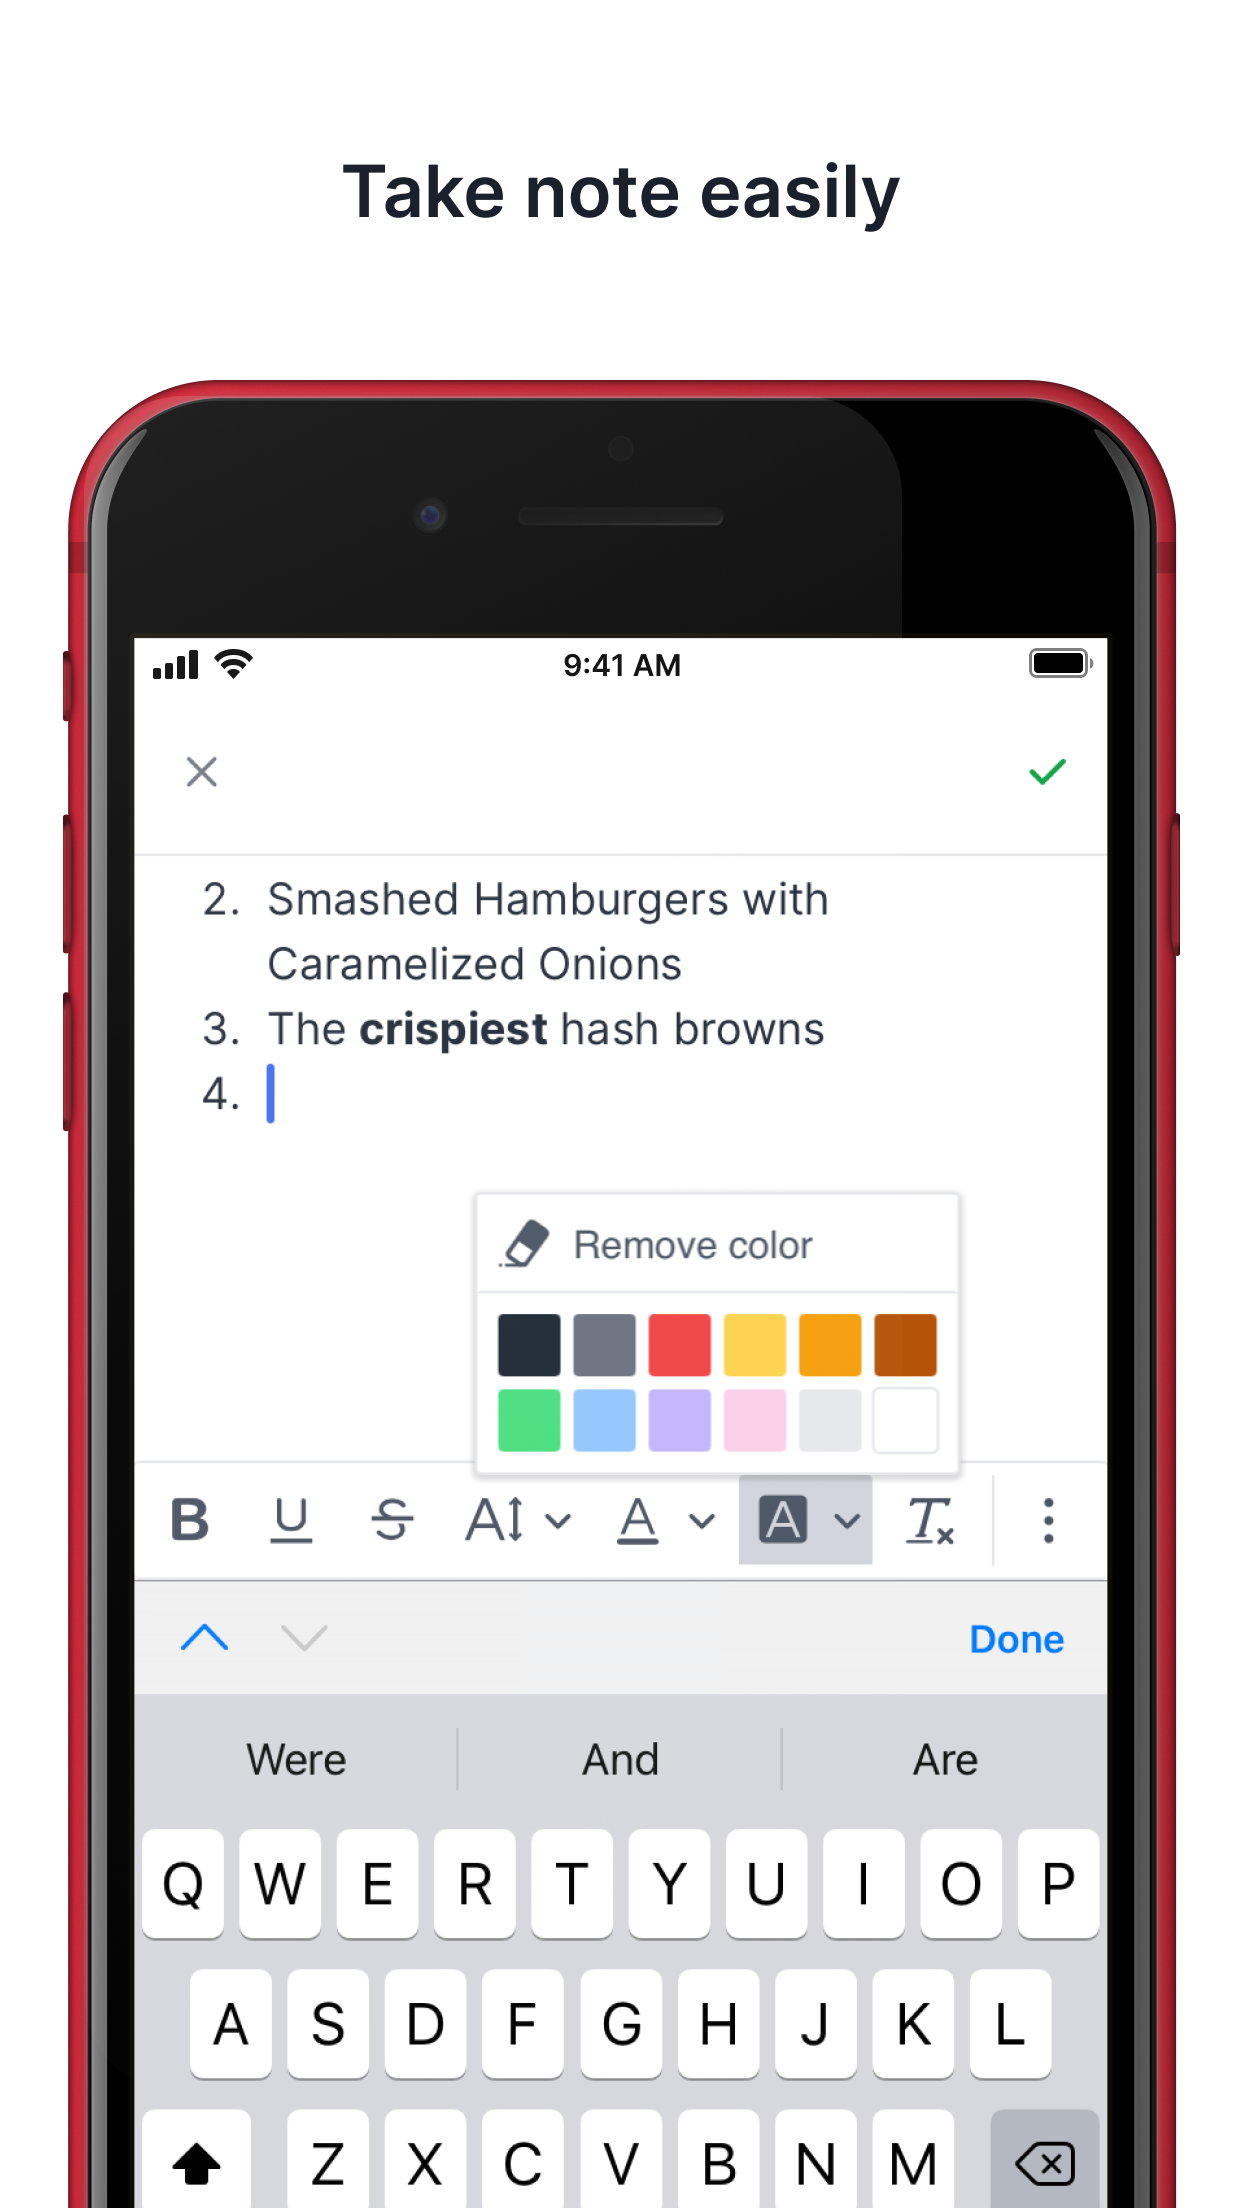 Take note easily
9:41 AM
2. Smashed Hamburgers with
Caramelized Onions
3. The crispiest hash browns
4.
Remove color
B U S A A A T
Done
Were And Are
Q W E R T Y U I O P
A S D F G H J K L
Z X C V B N M